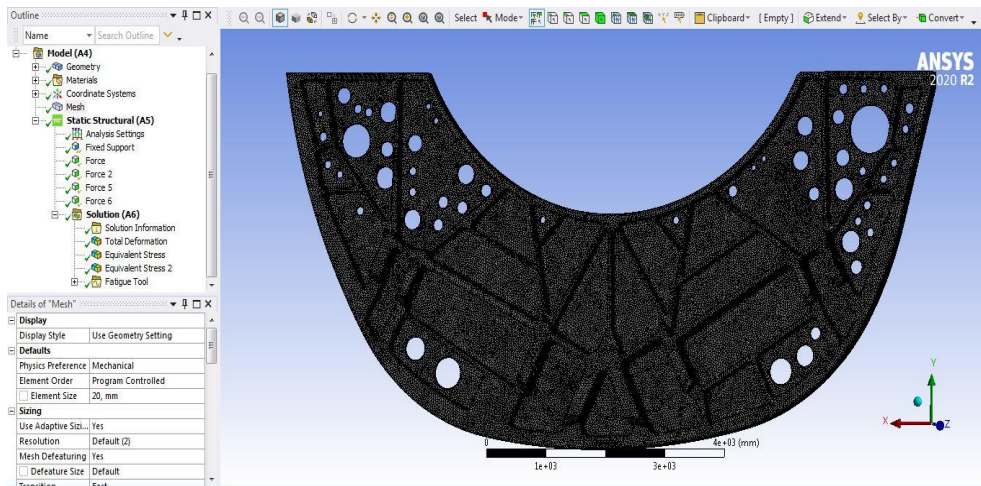 Outline
Name
Search Outline
Model (A4)
Geometry
Materials
Coordinate Systems
Mesh
Static Structural (A5)
Analysis Settings
Fixed Support
Force
Force 2
Force 5
Force 6
Solution (A6)
Solution Information
Total Deformation
Equivalent Stress
Equivalent Stress 2
Fatigue Tool
Details of "Mesh"
Display
Display Style Use Geometry Setting
Defaults
Physics Preference Mechanical
Element Order Program Controlled
Element Size 20, mm
Sizing
Use Adaptive Sizi... Yes
Resolution Default (2)
Mesh Defeaturing Yes
Defeature Size Default
Select Mode Clipboard [ Empty ] Extend Select By Convert
ANSYS
2020 R2
0 4e+03 (mm)
1e+03 3e+03
Y
X
Z